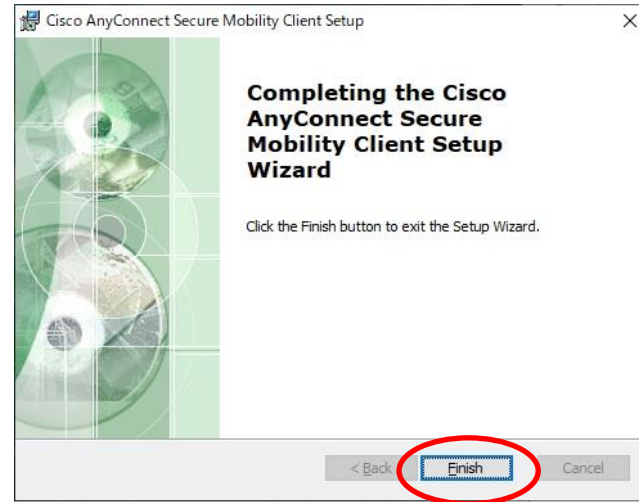 Cisco AnyConnect Secure Mobility Client Setup
Completing the Cisco
AnyConnect Secure
Mobility Client Setup
Wizard
Click the Finish button to exit the Setup Wizard.
< Back Finish Cancel